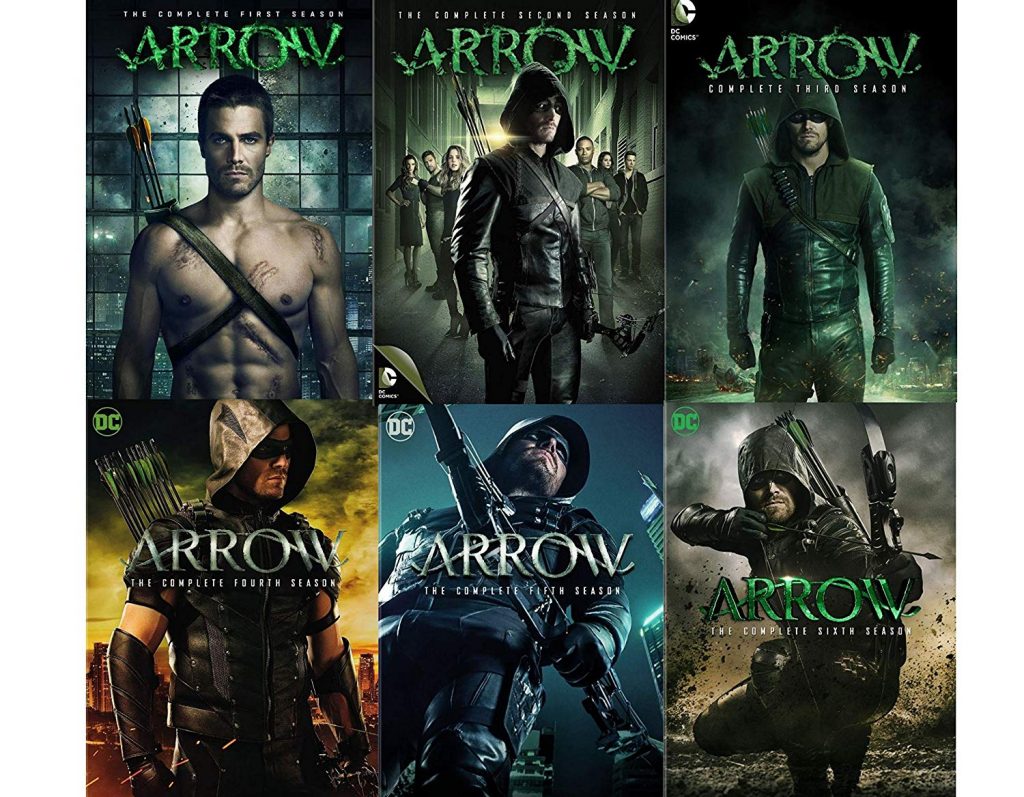 THE COMPLETE FIRST SEASON
ARROW
THE COMPLETE SECOND SEASON
ARROW
DC
COMICS
DC
COMICS™
ARROW
COMPLETE THIRD SEASON
DC
ARROW
THE COMPLETE FOURTH SEASON
DC
ARROW
THE COMPLETE FIFTH SEASON
DC
ARROW
THE COMPLETE SIXTH SEASON